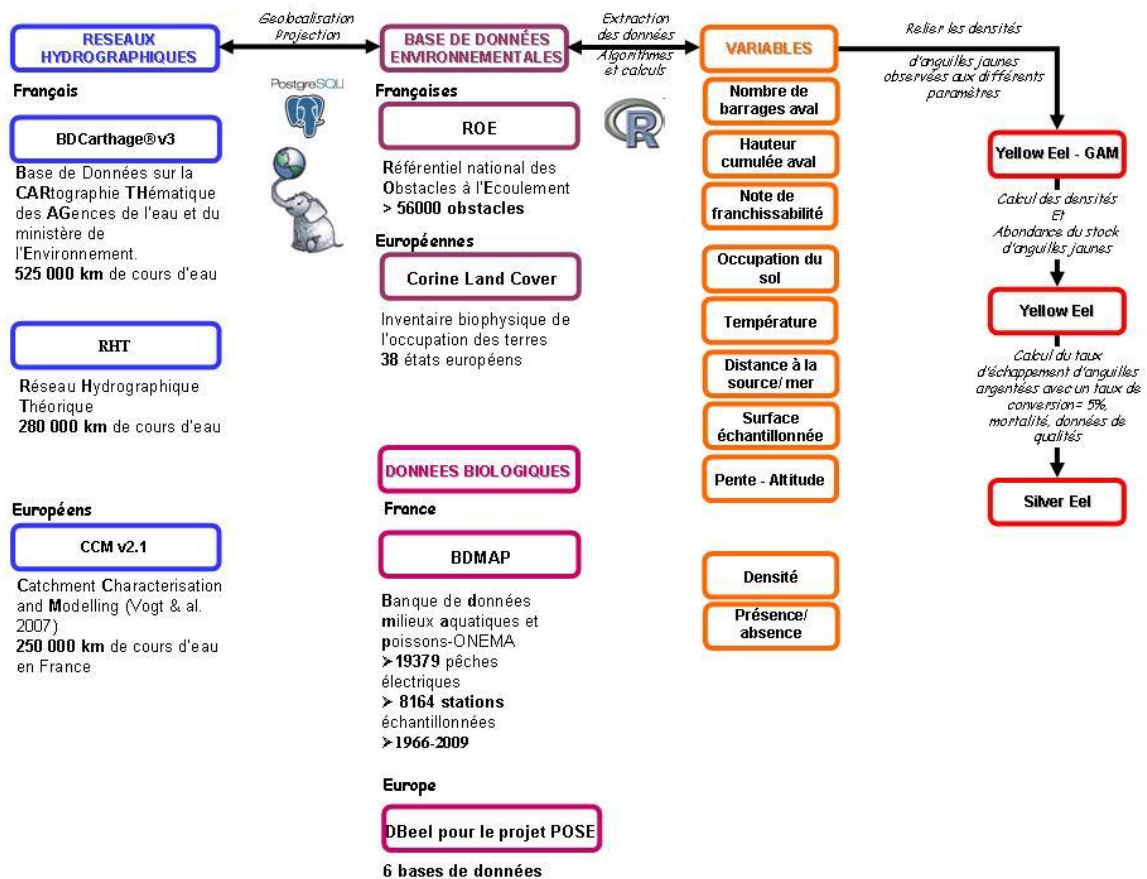 RESEAUX
HYDROGRAPHIQUES
Géolocalisation
Projection
BASE DE DONNÉES
ENVIRONNEMENTALES
Extraction
des données
Algorithmes
et calculs
VARIABLES
Relier les densités
d'anguilles jaunes
observées aux différents
paramètres
Français
BDCarthage®v3
Base de Données sur la
CARtographie THématique
des AGences de l'eau et du
ministère de
l'Environnement.
525 000 km de cours d'eau
RHT
Réseau Hydrographique
Théorique
280 000 km de cours d'eau
Européens
CCM v2.1
Catchment Characterisation
and Modelling (Vogt & al.
2007)
250 000 km de cours d'eau
en France
PostgreSQL
Françaises
ROE
Référentiel national des
Obstacles à l'Ecoulement
> 56000 obstacles
Européennes
Corine Land Cover
Inventaire biophysique de
l'occupation des terres
38 états européens
DONNEES BIOLOGIQUES
France
BDMAP
Banque de données
milieux aquatiques et
poissons-ONEMA
➢19379 pêches
électriques
➢ 8164 stations
échantillonnées
➢1966-2009
Europe
DBeel pour le projet POSE
6 bases de données
R
Nombre de
barrages aval
Hauteur
cumulée aval
Note de
franchissabilité
Occupation du
sol
Température
Distance à la
source/ mer
Surface
échantillonnée
Pente - Altitude
Densité
Présence/
absence
Yellow Eel - GAM
Calcul des densités
Et
Abondance du stock
d'anguilles jaunes
Yellow Eel
Calcul du taux
d'échappement d'anguilles
argentées avec un taux de
conversion= 5%,
mortalité, données de
qualités
Silver Eel